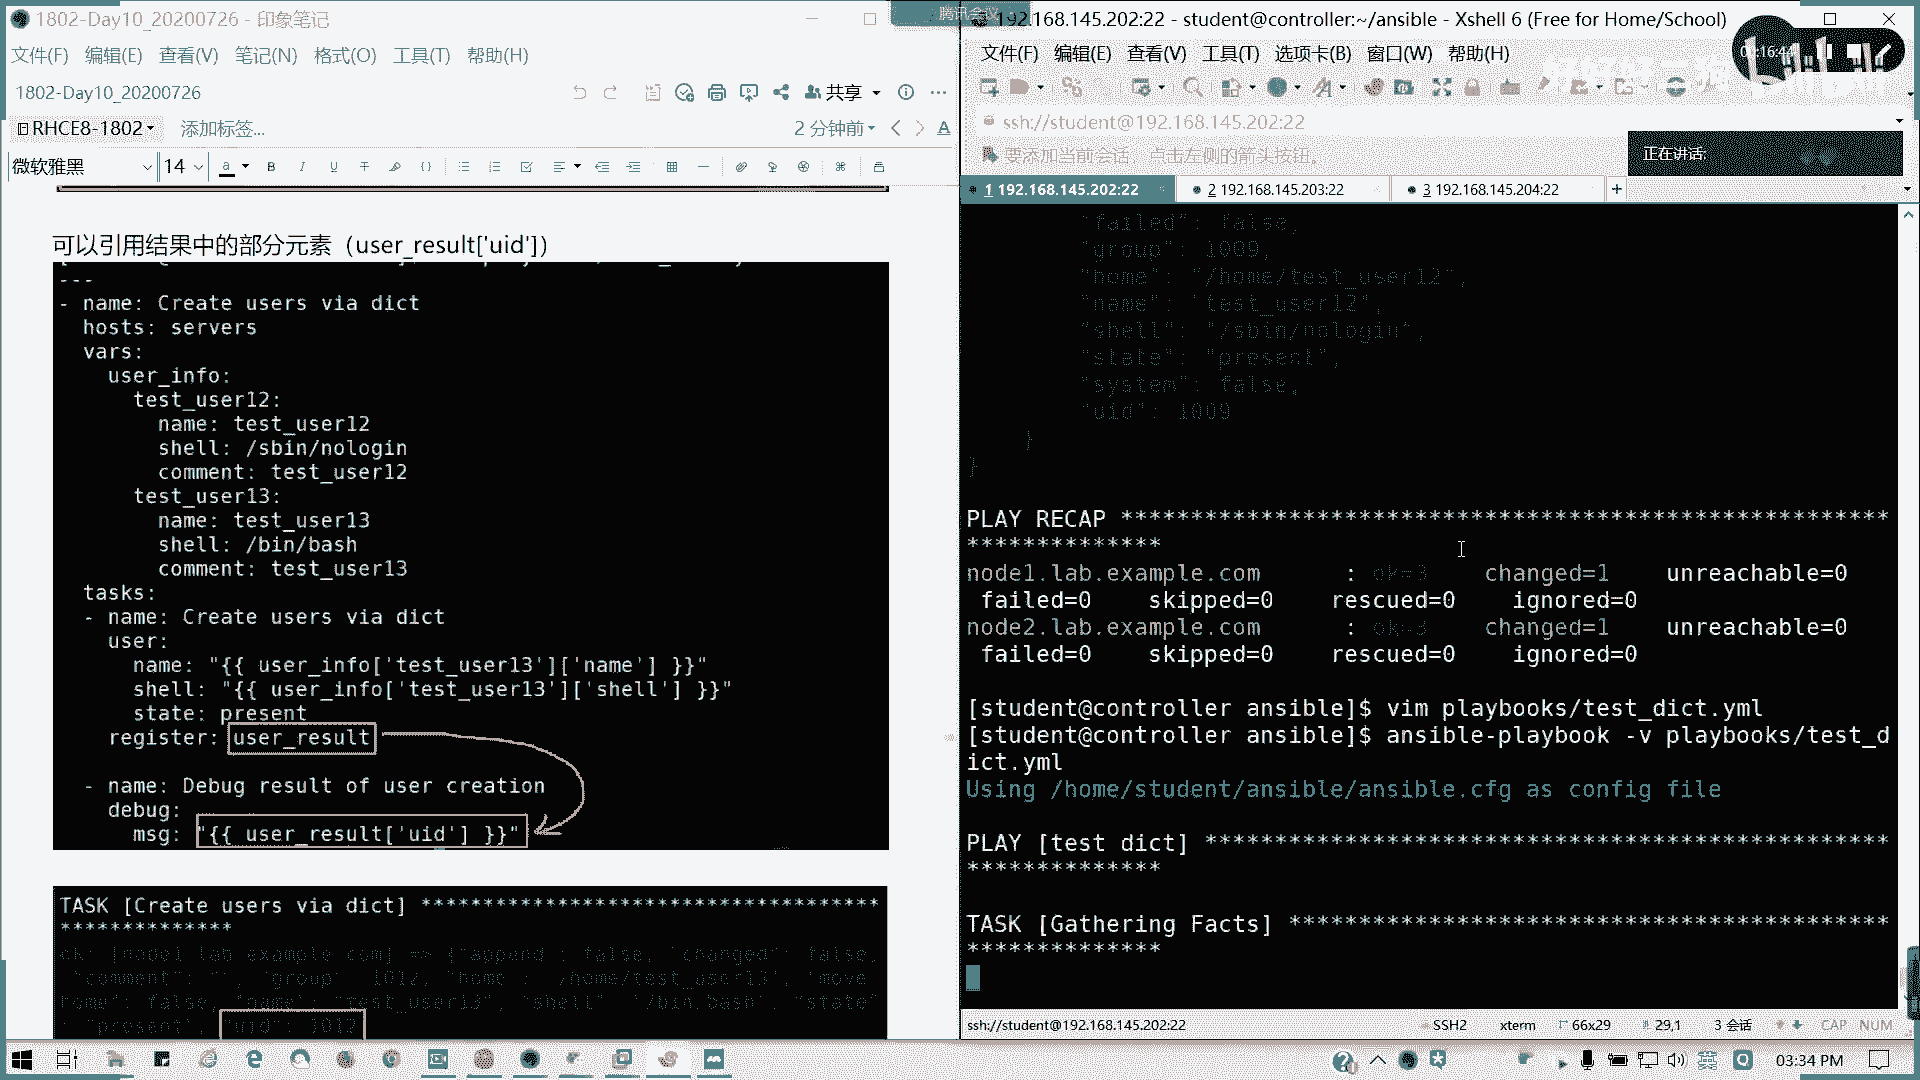 1802-Day10_20200726 - 印象笔记
文件(F) 编辑(E) 查看(V) 笔记(N) 格式(O) 工具(T) 帮助(H)
1802-Day10_20200726
共享
RHCE8-1802
添加标签...
2 分钟前
微软雅黑
14
可以引用结果中的部分元素（user_result['uid']）
---
- name: Create users via dict
hosts: servers
vars:
user_info:
test_user12:
name: test_user12
shell: /sbin/nologin
comment: test_user12
test_user13:
name: test_user13
shell: /bin/bash
comment: test_user13
tasks:
- name: Create users via dict
user:
name: "{{ user_info['test_user13']['name'] }}"
shell: "{{ user_info['test_user13']['shell'] }}"
state: present
register: user_result
- name: Debug result of user creation
debug:
msg: "{{ user_result['uid'] }}"
TASK [Create users via dict] *************************************
**************
ok: [node1.lab.example.com] => {"append": false, "changed": false,
"comment": "", "group": 1012, "home": "/home/test_user13", "move_
home": false, "name": "test_user13", "shell": "/bin/bash", "state"
: "present", "uid": 1012
腾讯会议
192.168.145.202:22 - student@controller:~/ansible - Xshell 6 (Free for Home/School)
文件(F) 编辑(E) 查看(V) 工具(T) 选项卡(B) 窗口(W) 帮助(H)
16:44
ssh://student@192.168.145.202:22
要添加当前会话，点击左侧的箭头按钮。
正在讲话:
1 192.168.145.202:22
2 192.168.145.203:22
3 192.168.145.204:22
"failed": false,
"group": 1009,
"home": "/home/test_user12",
"name": "test_user12",
"shell": "/sbin/nologin",
"state": "present",
"system": false,
"uid": 1009
}
}
PLAY RECAP *******************************************************
**************
node1.lab.example.com : ok=3 changed=1 unreachable=0
failed=0 skipped=0 rescued=0 ignored=0
node2.lab.example.com : ok=3 changed=1 unreachable=0
failed=0 skipped=0 rescued=0 ignored=0
[student@controller ansible]$ vim playbooks/test_dict.yml
[student@controller ansible]$ ansible-playbook -v playbooks/test_d
ict.yml
Using /home/student/ansible/ansible.cfg as config file
PLAY [test dict] *************************************************
**************
TASK [Gathering Facts] *******************************************
**************
ssh://student@192.168.145.202:22
SSH2
xterm
66x29
29,1
3 会话
CAP NUM
英
03:34 PM